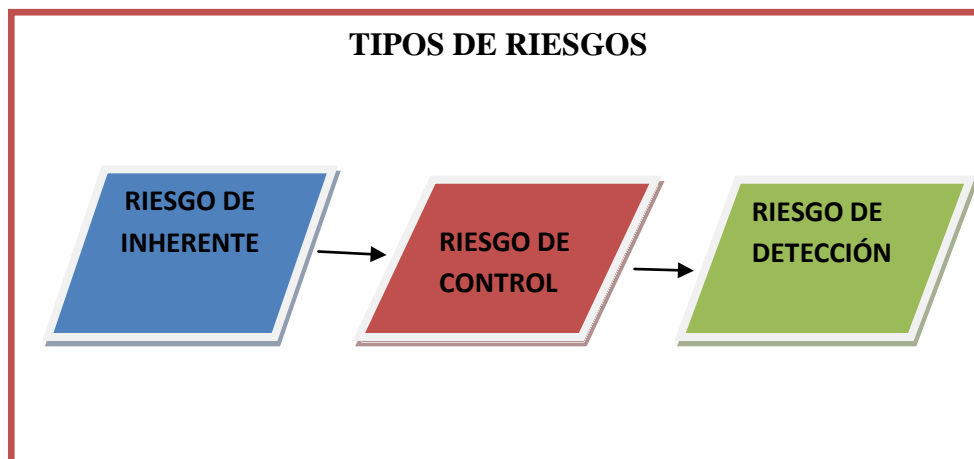 TIPOS DE RIESGOS
RIESGO DE
INHERENTE
RIESGO DE
CONTROL
RIESGO DE
DETECCIÓN